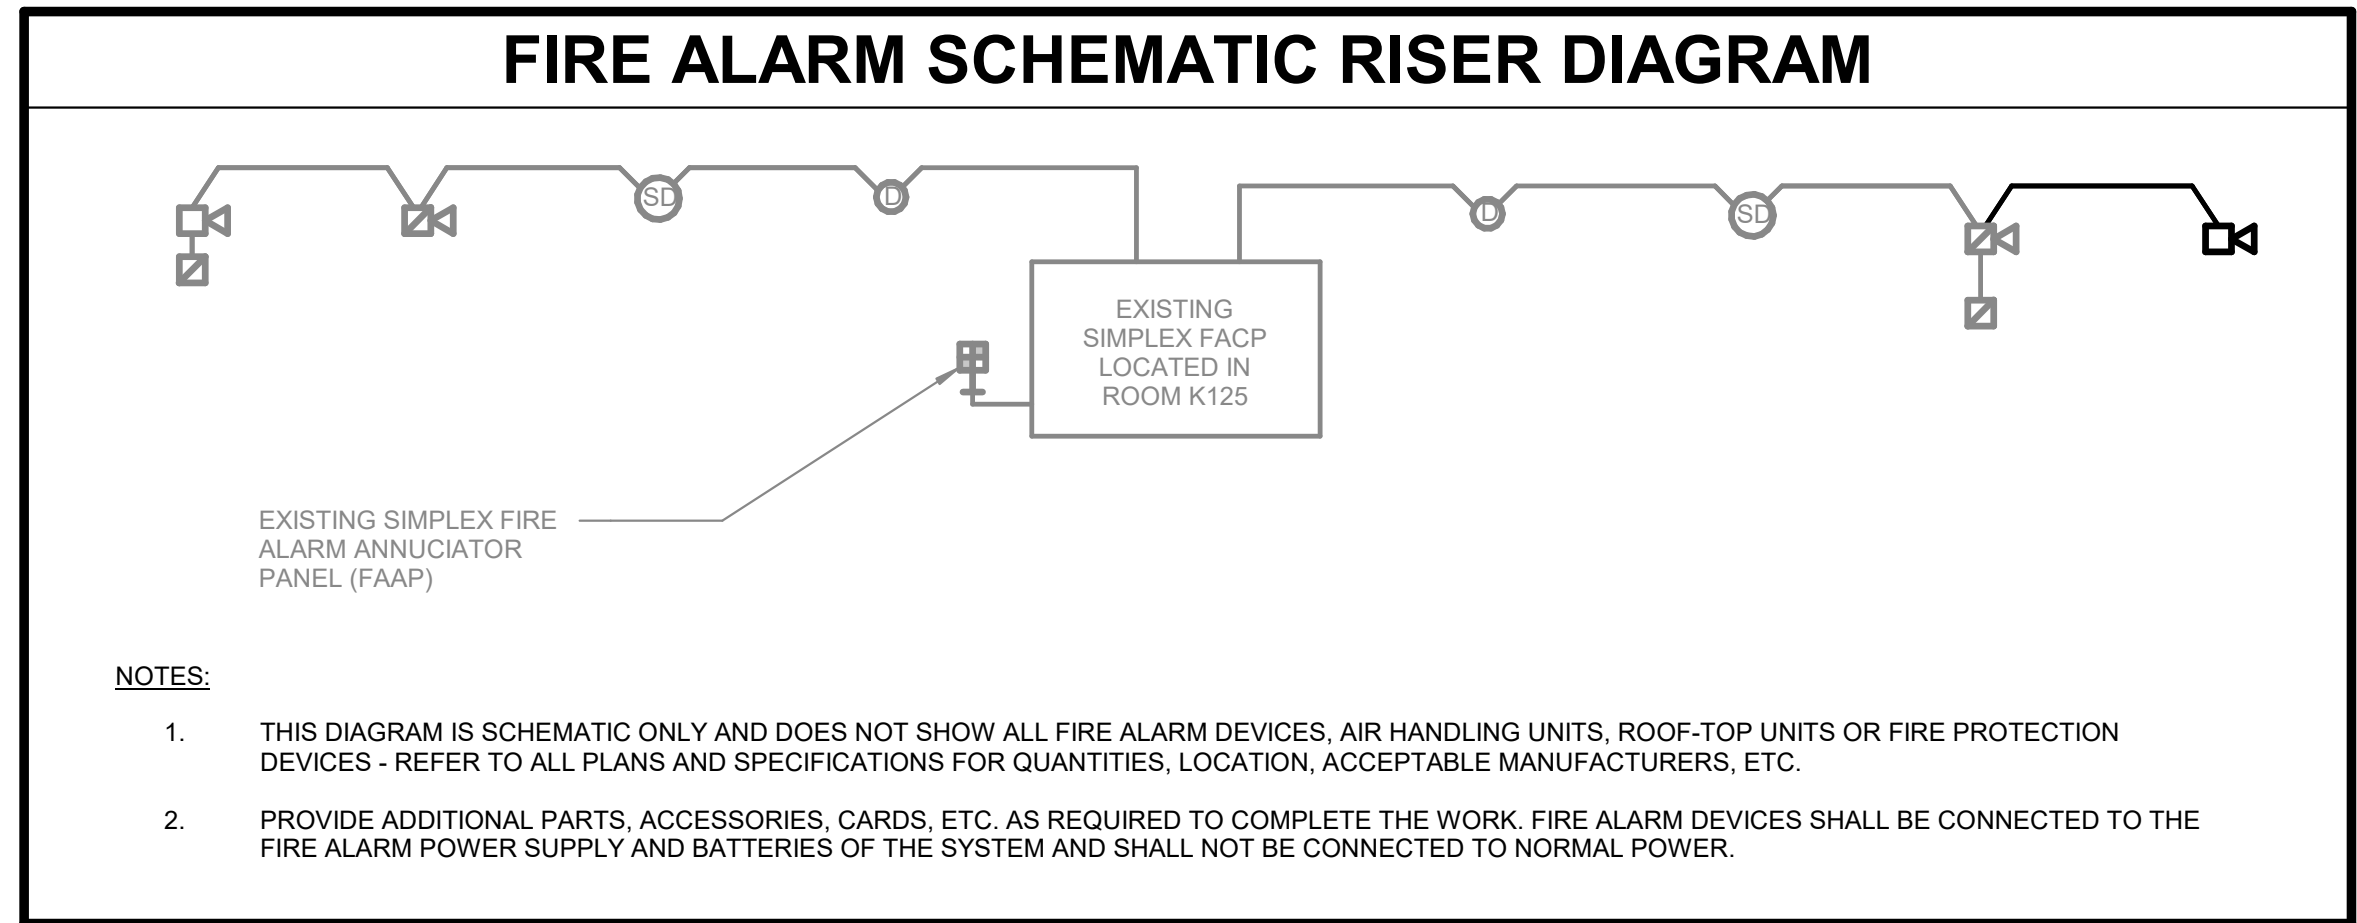 FIRE ALARM SCHEMATIC RISER DIAGRAM
SD
D
D
SD
EXISTING
SIMPLEX FACP
LOCATED IN
ROOM K125
EXISTING SIMPLEX FIRE
ALARM ANNUCIATOR
PANEL (FAAP)
NOTES:
1. THIS DIAGRAM IS SCHEMATIC ONLY AND DOES NOT SHOW ALL FIRE ALARM DEVICES, AIR HANDLING UNITS, ROOF-TOP UNITS OR FIRE PROTECTION
DEVICES - REFER TO ALL PLANS AND SPECIFICATIONS FOR QUANTITIES, LOCATION, ACCEPTABLE MANUFACTURERS, ETC.
2. PROVIDE ADDITIONAL PARTS, ACCESSORIES, CARDS, ETC. AS REQUIRED TO COMPLETE THE WORK. FIRE ALARM DEVICES SHALL BE CONNECTED TO THE
FIRE ALARM POWER SUPPLY AND BATTERIES OF THE SYSTEM AND SHALL NOT BE CONNECTED TO NORMAL POWER.